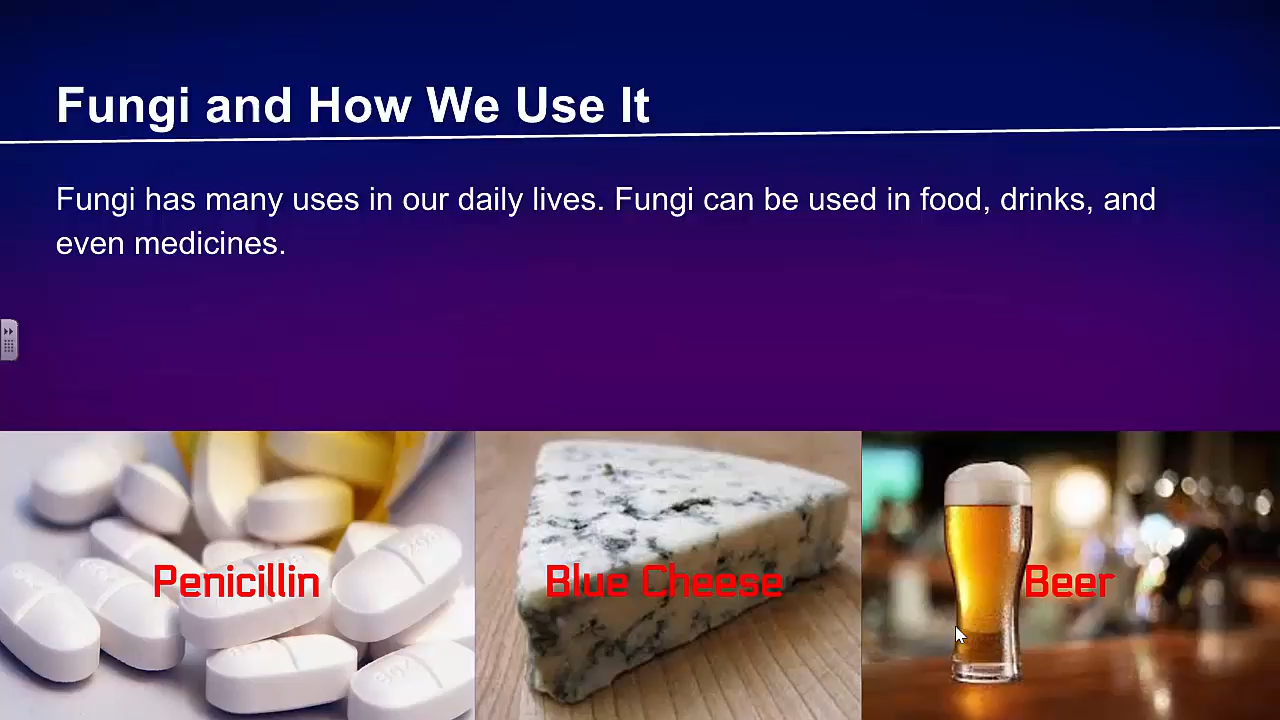 Fungi and How We Use It
Fungi has many uses in our daily lives. Fungi can be used in food, drinks, and
even medicines.
Penicillin
Blue Cheese
Beer